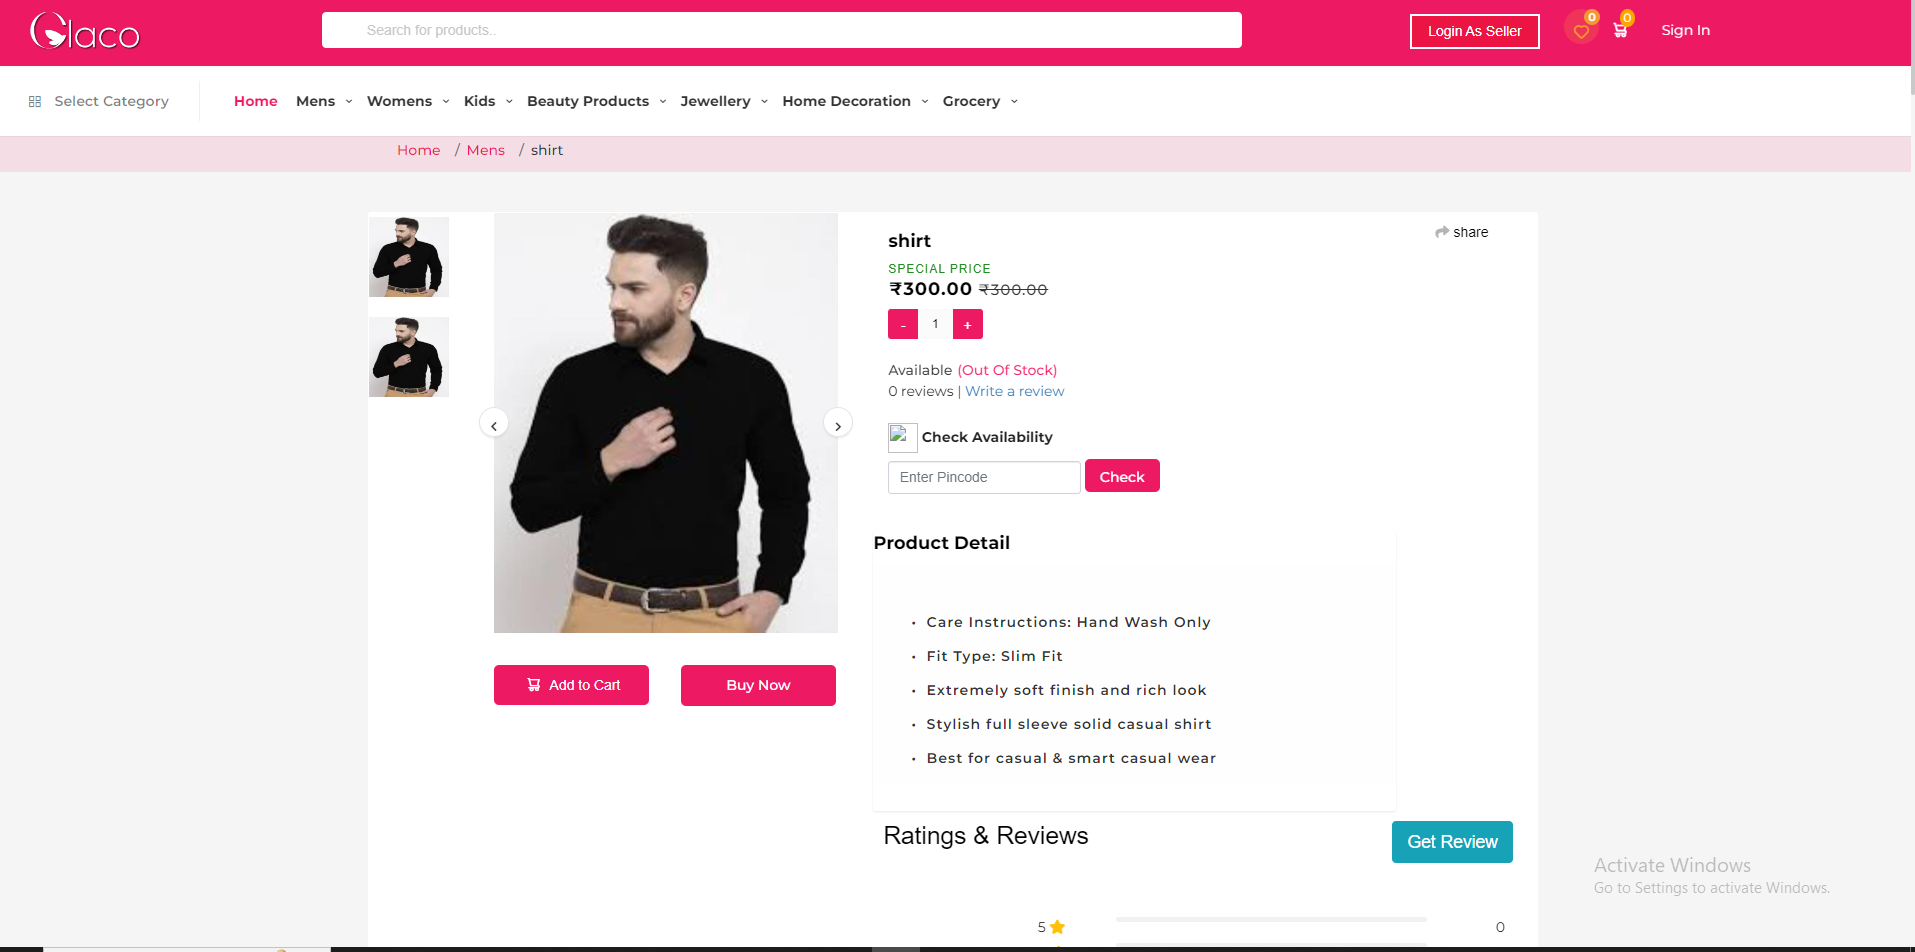 Glaco
Search for products..
Login As Seller
0
0
Sign In
Select Category
Home
Mens
Womens
Kids
Beauty Products
Jewellery
Home Decoration
Grocery
Home / Mens / shirt
shirt
share
SPECIAL PRICE
₹300.00 ₹300.00
- 1 +
Available (Out Of Stock)
0 reviews | Write a review
Check Availability
Enter Pincode
Check
Product Detail
• Care Instructions: Hand Wash Only
• Fit Type: Slim Fit
• Extremely soft finish and rich look
• Stylish full sleeve solid casual shirt
• Best for casual & smart casual wear
Add to Cart
Buy Now
Ratings & Reviews
Get Review
5
0
Activate Windows
Go to Settings to activate Windows.